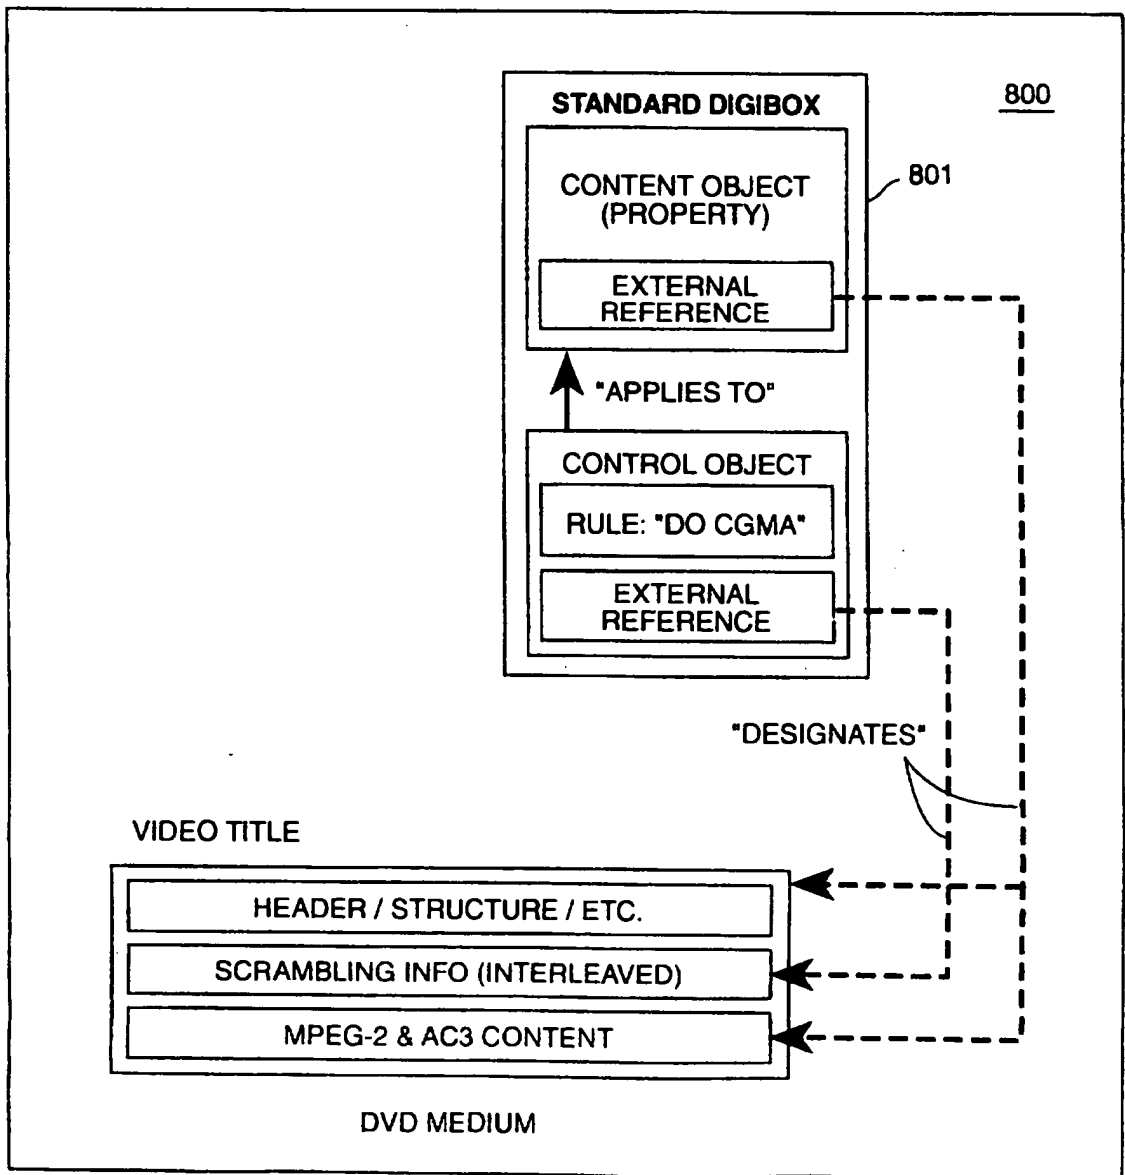 800
STANDARD DIGIBOX
801
CONTENT OBJECT
(PROPERTY)
EXTERNAL
REFERENCE
"APPLIES TO"
CONTROL OBJECT
RULE: "DO CGMA"
EXTERNAL
REFERENCE
"DESIGNATES"
VIDEO TITLE
HEADER / STRUCTURE / ETC.
SCRAMBLING INFO (INTERLEAVED)
MPEG-2 & AC3 CONTENT
DVD MEDIUM